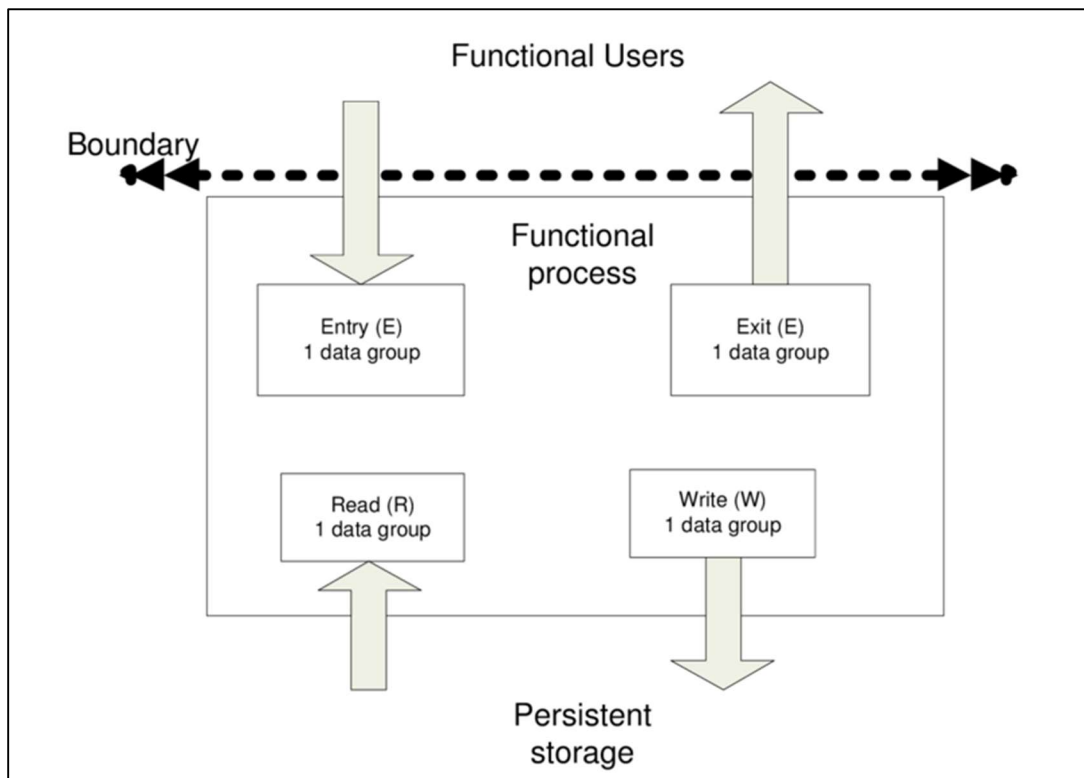 Functional Users
Boundary
Functional
process
Entry (E)
1 data group
Exit (E)
1 data group
Read (R)
1 data group
Write (W)
1 data group
Persistent
storage